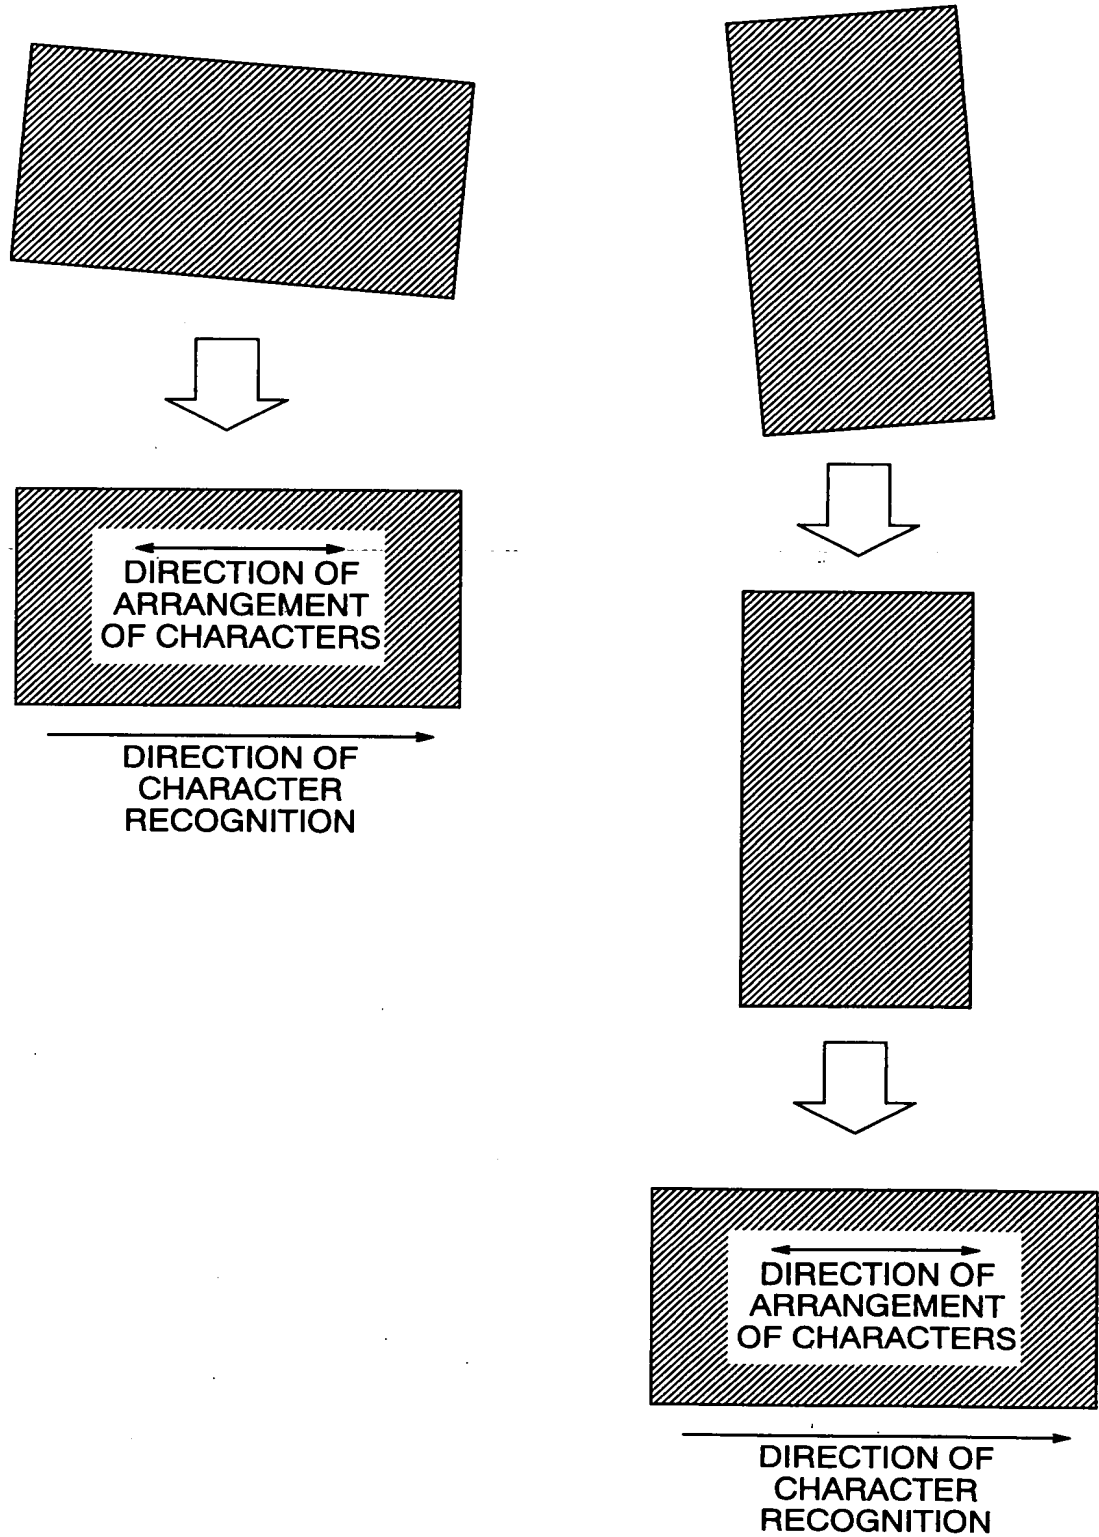 DIRECTION OF
ARRANGEMENT
OF CHARACTERS
DIRECTION OF
CHARACTER
RECOGNITION
DIRECTION OF
ARRANGEMENT
OF CHARACTERS
DIRECTION OF
CHARACTER
RECOGNITION